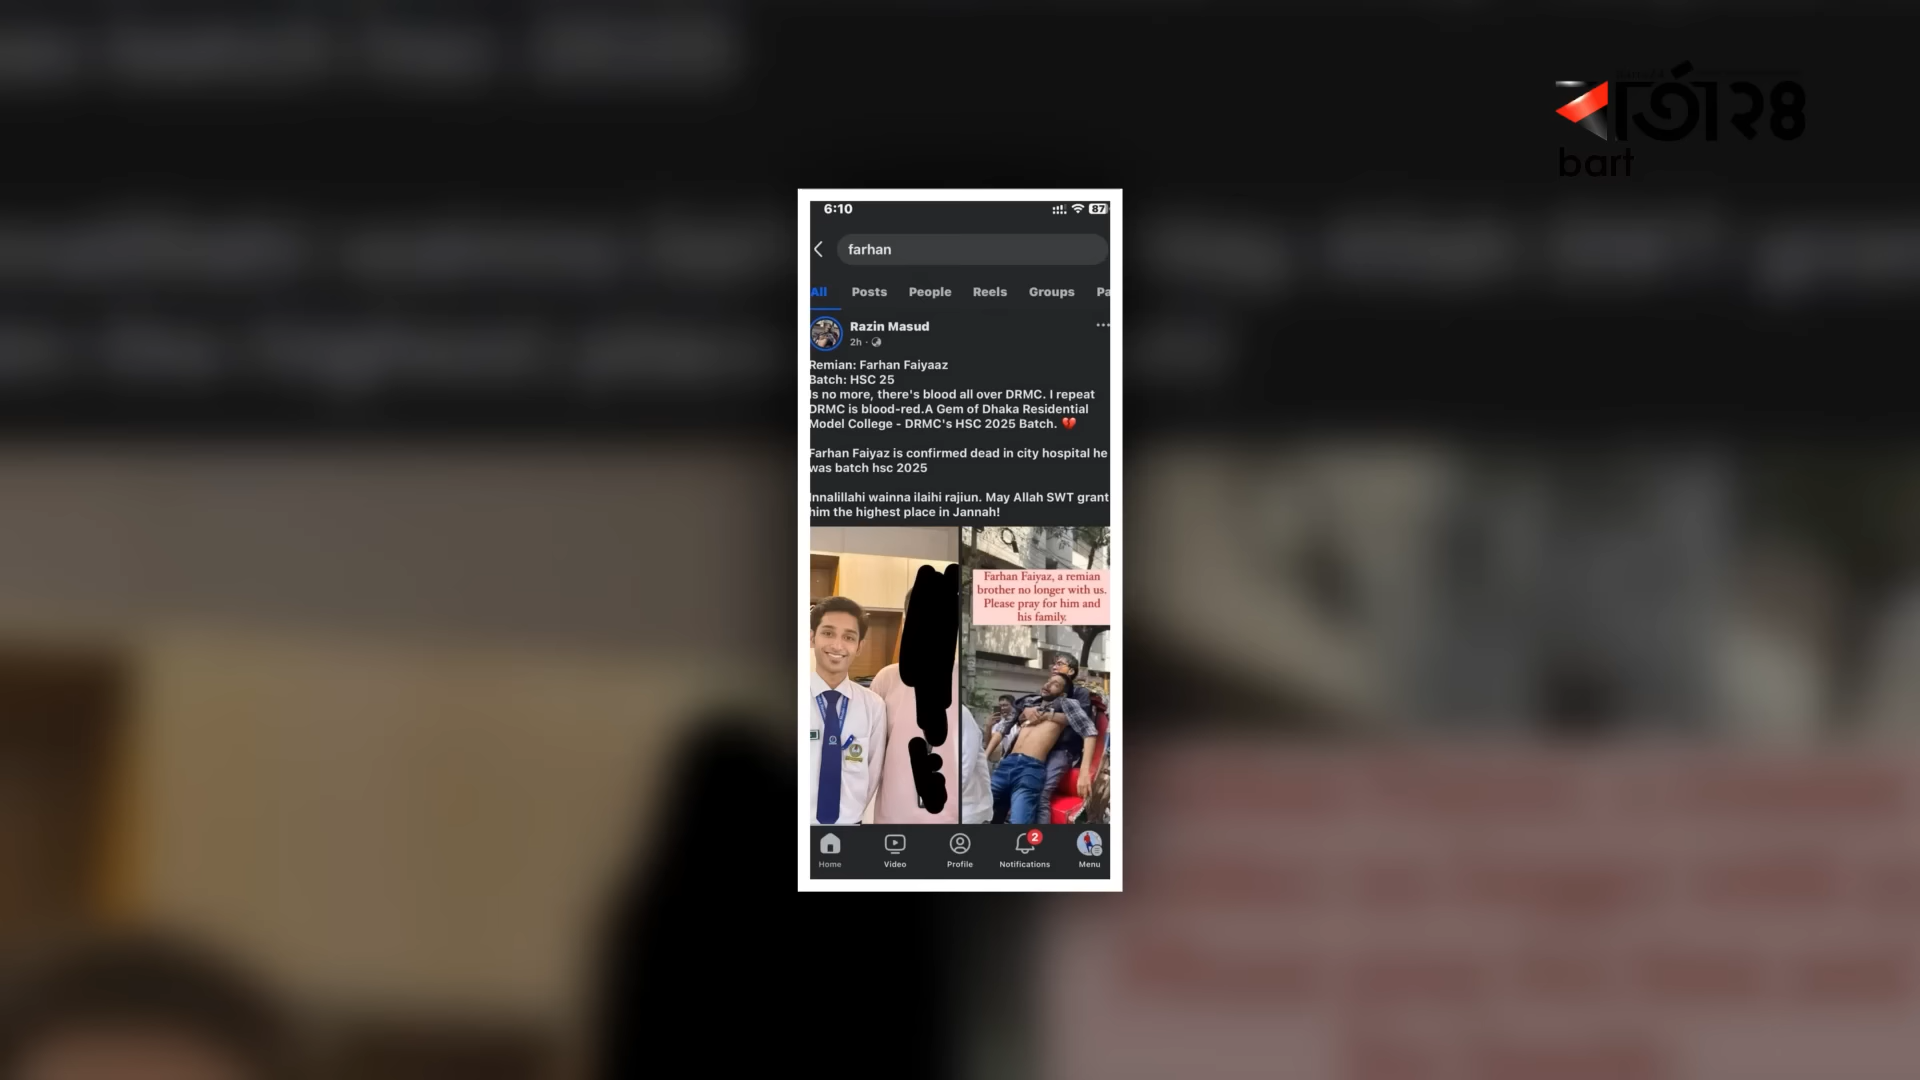 বার্তা২৪
bart
6:10
87
farhan
All Posts People Reels Groups Pa
Razin Masud
2h
Remian: Farhan Faiyaaz
Batch: HSC 25
Is no more, there's blood all over DRMC. I repeat
DRMC is blood-red.A Gem of Dhaka Residential
Model College - DRMC's HSC 2025 Batch. 💔
Farhan Faiyaz is confirmed dead in city hospital he
was batch hsc 2025
Innalillahi wainna ilaihi rajiun. May Allah SWT grant
him the highest place in Jannah!
Farhan Faiyaz, a remian
brother no longer with us.
Please pray for him and
his family.
2
Home Video Profile Notifications Menu